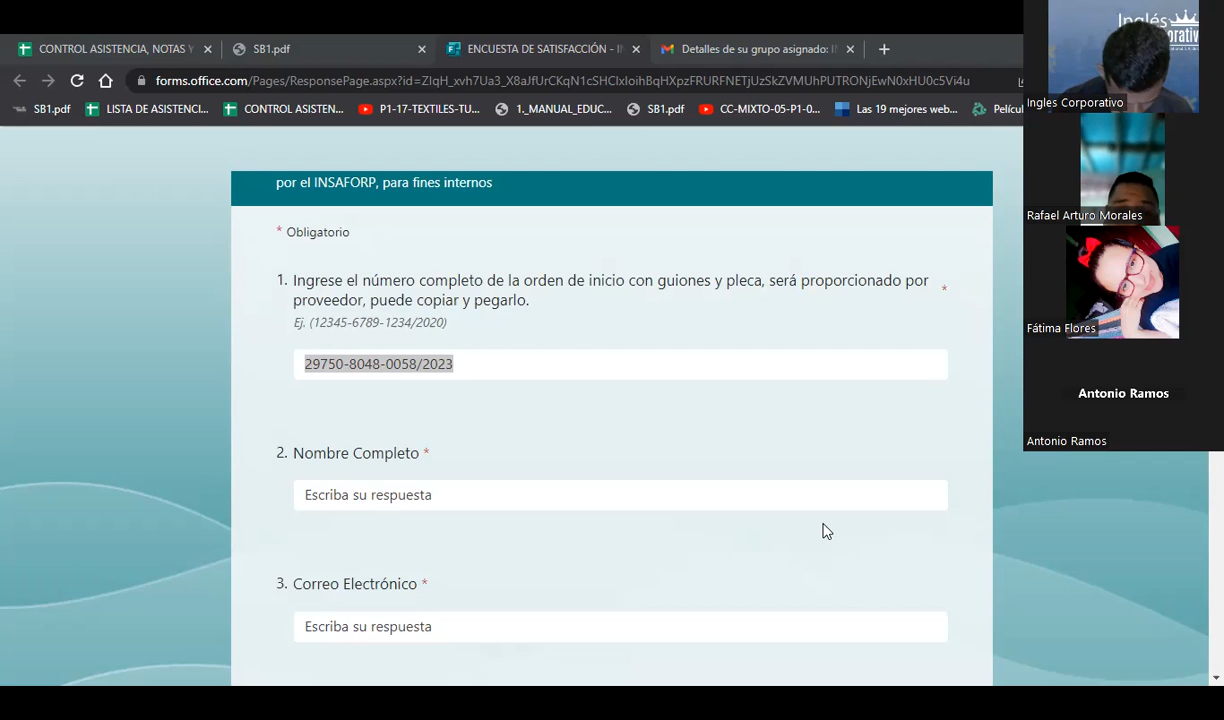 CONTROL ASISTENCIA, NOTAS Y
SB1.pdf
ENCUESTA DE SATISFACCIÓN - I
Detalles de su grupo asignado: I
forms.office.com/Pages/ResponsePage.aspx?id=ZIqH_xvh7Ua3_X8aJfUrCKqN1cSHCIxIoihBqHXpzFRURFNETjUzSkZVMUhPUTRONjEwN0xHU0c5Vi4u
SB1.pdf
LISTA DE ASISTENCI...
CONTROL ASISTEN...
P1-17-TEXTILES-TU...
1._MANUAL_EDUC...
SB1.pdf
CC-MIXTO-05-P1-0...
Las 19 mejores web...
Películ
por el INSAFORP, para fines internos
* Obligatorio
1. Ingrese el número completo de la orden de inicio con guiones y pleca, será proporcionado por
proveedor, puede copiar y pegarlo. *
Ej. (12345-6789-1234/2020)
29750-8048-0058/2023
2. Nombre Completo *
Escriba su respuesta
3. Correo Electrónico *
Escriba su respuesta
Inglés
Ingles Corporativo
Rafael Arturo Morales
Fátima Flores
Antonio Ramos
Antonio Ramos